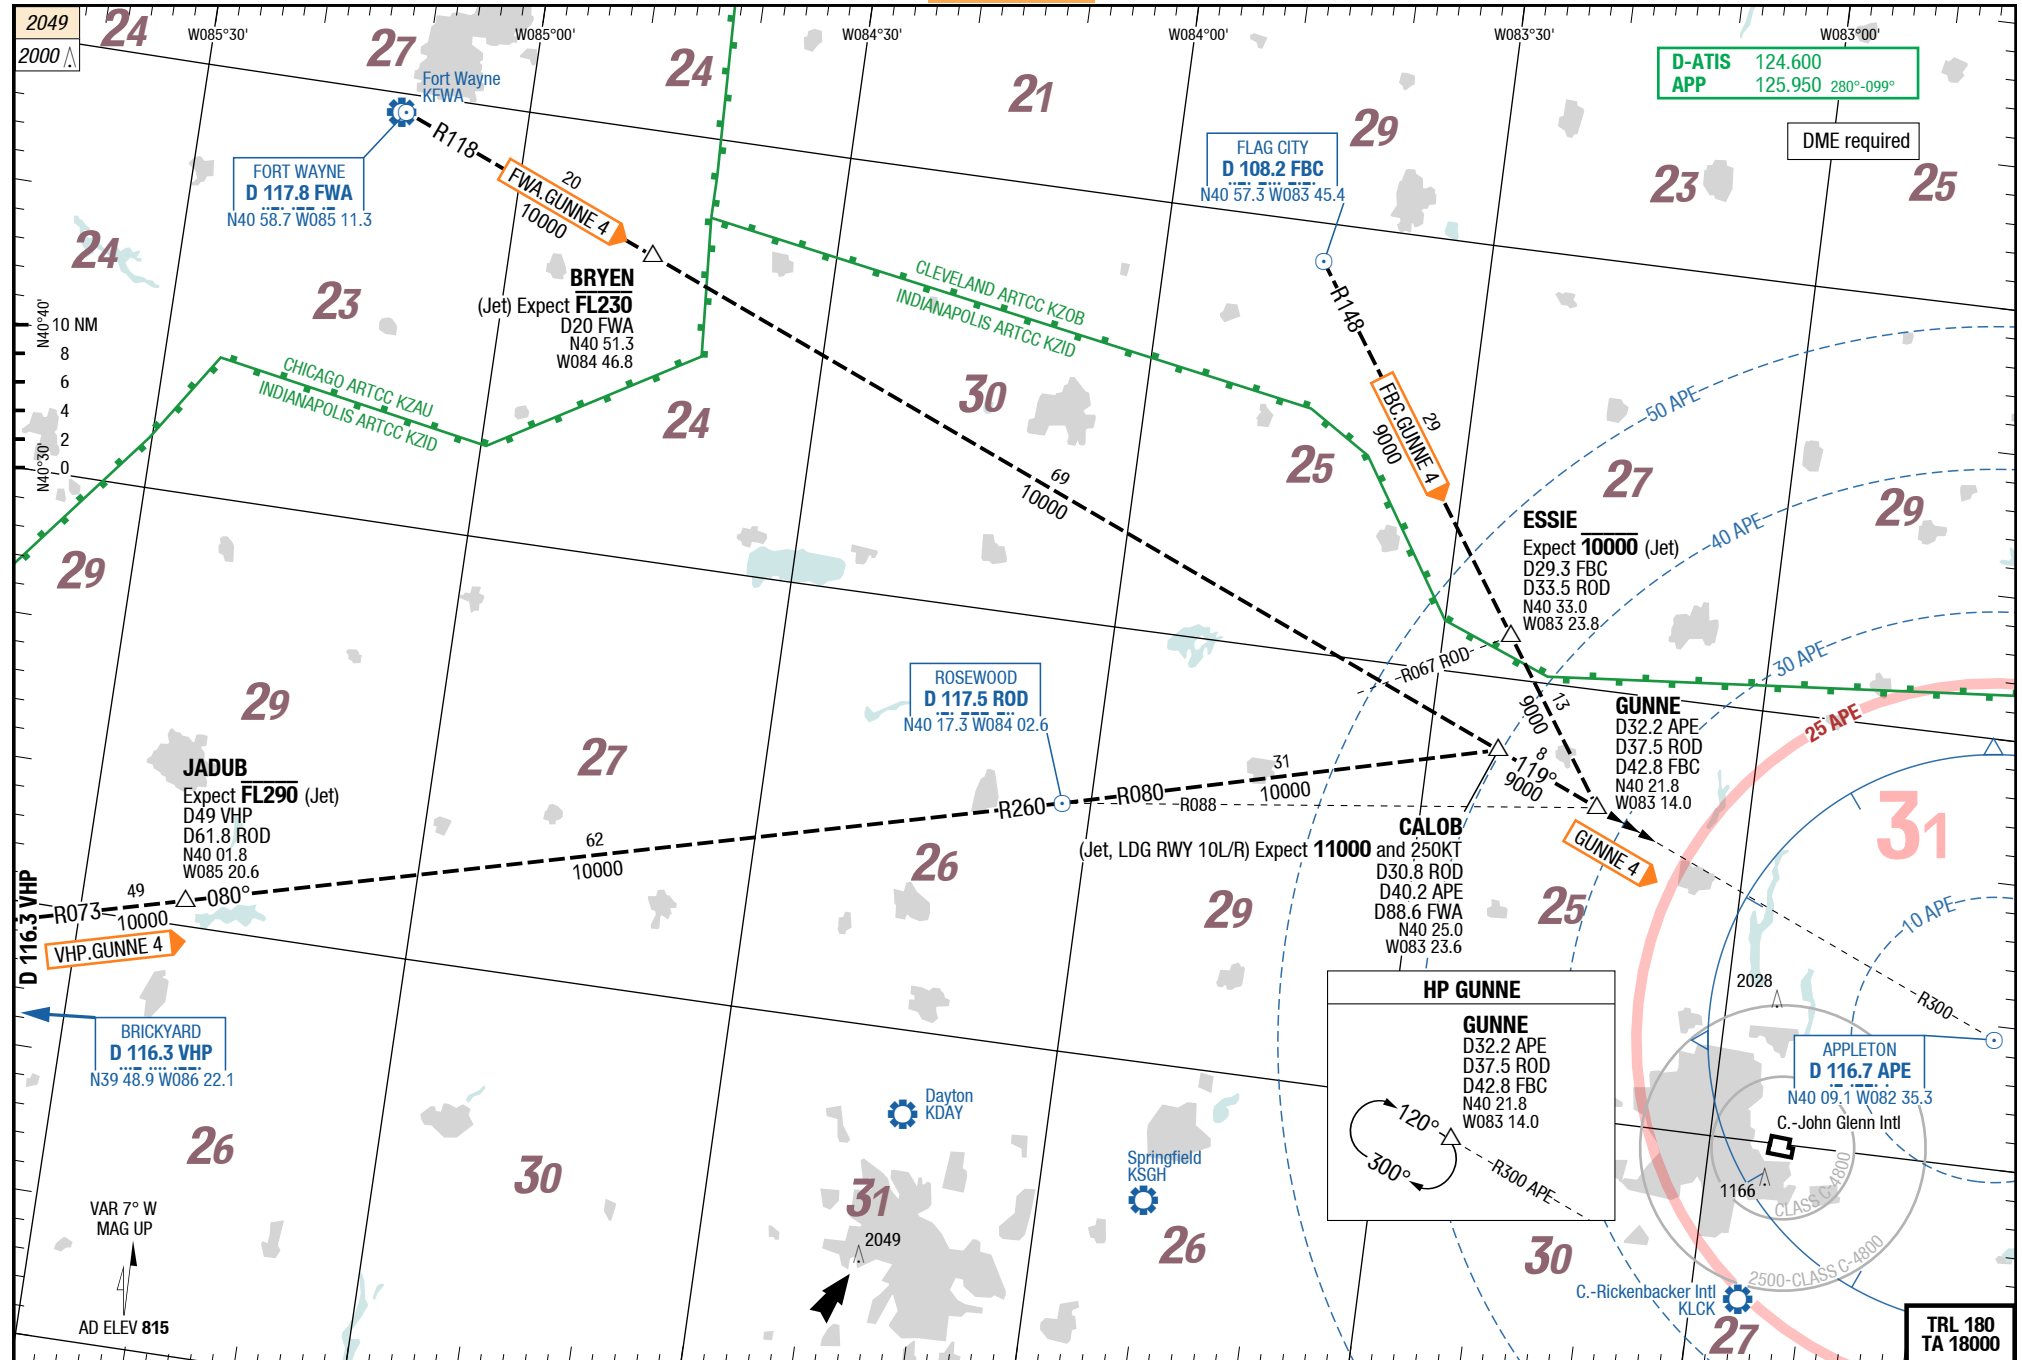 2049
2000
W085°30'
W085°00'
W084°30'
W084°00'
W083°30'
W083°00'
24
27
24
21
29
23
25
D-ATIS 124.600
APP 125.950 280°-099°
DME required
Fort Wayne
KFWA
FORT WAYNE
D 117.8 FWA
N40 58.7 W085 11.3
R118
20
FWA.GUNNE 4
10000
FLAG CITY
D 108.2 FBC
N40 57.3 W083 45.4
R148
24
23
BRYEN
(Jet) Expect FL230
D20 FWA
N40 51.3
W084 46.8
CLEVELAND ARTCC KZOB
INDIANAPOLIS ARTCC KZID
N40°40'
10 NM
8
6
4
2
0
N40°30'
CHICAGO ARTCC KZAU
INDIANAPOLIS ARTCC KZID
24
30
25
29
FBC.GUNNE 4
9000
50 APE
27
69
10000
40 APE
29
29
ESSIE
Expect 10000 (Jet)
D29.3 FBC
D33.5 ROD
N40 33.0
W083 23.8
R067 ROD
30 APE
13
9000
GUNNE
D32.2 APE
D37.5 ROD
D42.8 FBC
N40 21.8
W083 14.0
25 APE
ROSEWOOD
D 117.5 ROD
N40 17.3 W084 02.6
29
27
JADUB
Expect FL290 (Jet)
D49 VHP
D61.8 ROD
N40 01.8
W085 20.6
31
R080
10000
R260
R088
8
119°
9000
31
62
10000
CALOB
(Jet, LDG RWY 10L/R) Expect 11000 and 250KT
D30.8 ROD
D40.2 APE
D88.6 FWA
N40 25.0
W083 23.6
GUNNE 4
26
29
25
10 APE
D 116.3 VHP
R073
49
10000
080°
VHP.GUNNE 4
BRICKYARD
D 116.3 VHP
N39 48.9 W086 22.1
HP GUNNE
GUNNE
D32.2 APE
D37.5 ROD
D42.8 FBC
N40 21.8
W083 14.0
120°
300°
R300 APE
2028
R300
APPLETON
D 116.7 APE
N40 09.1 W082 35.3
C.-John Glenn Intl
1166
CLASS C-4800
2500-CLASS C-4800
Dayton
KDAY
Springfield
KSGH
26
30
31
2049
26
30
C.-Rickenbacker Intl
KLCK
27
VAR 7° W
MAG UP
AD ELEV 815
TRL 180
TA 18000